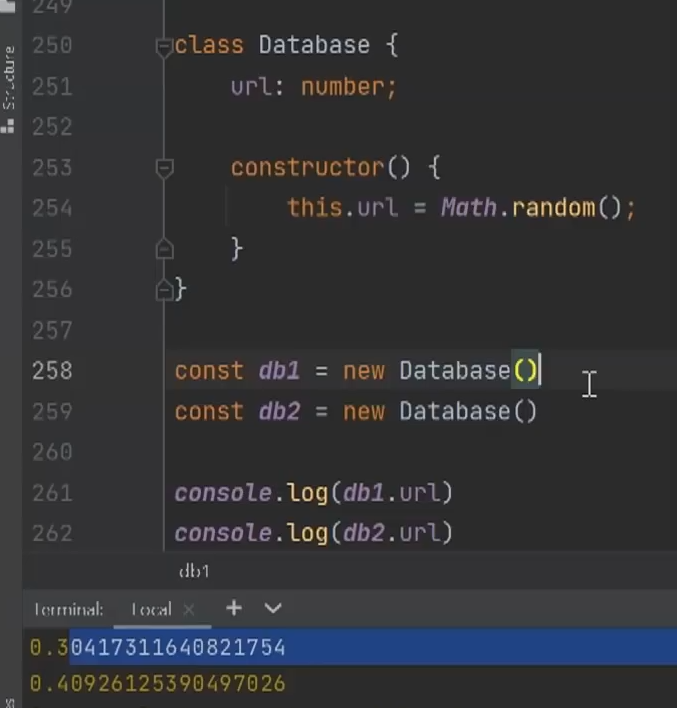 249
Structure
250 class Database {
251 url: number;
252
253 constructor() {
254 this.url = Math.random();
255 }
256 }
257
258 const db1 = new Database()
259 const db2 = new Database()
260
261 console.log(db1.url)
262 console.log(db2.url)
db1
Terminal: Local × + 
0.30417311640821754
0.40926125390497026